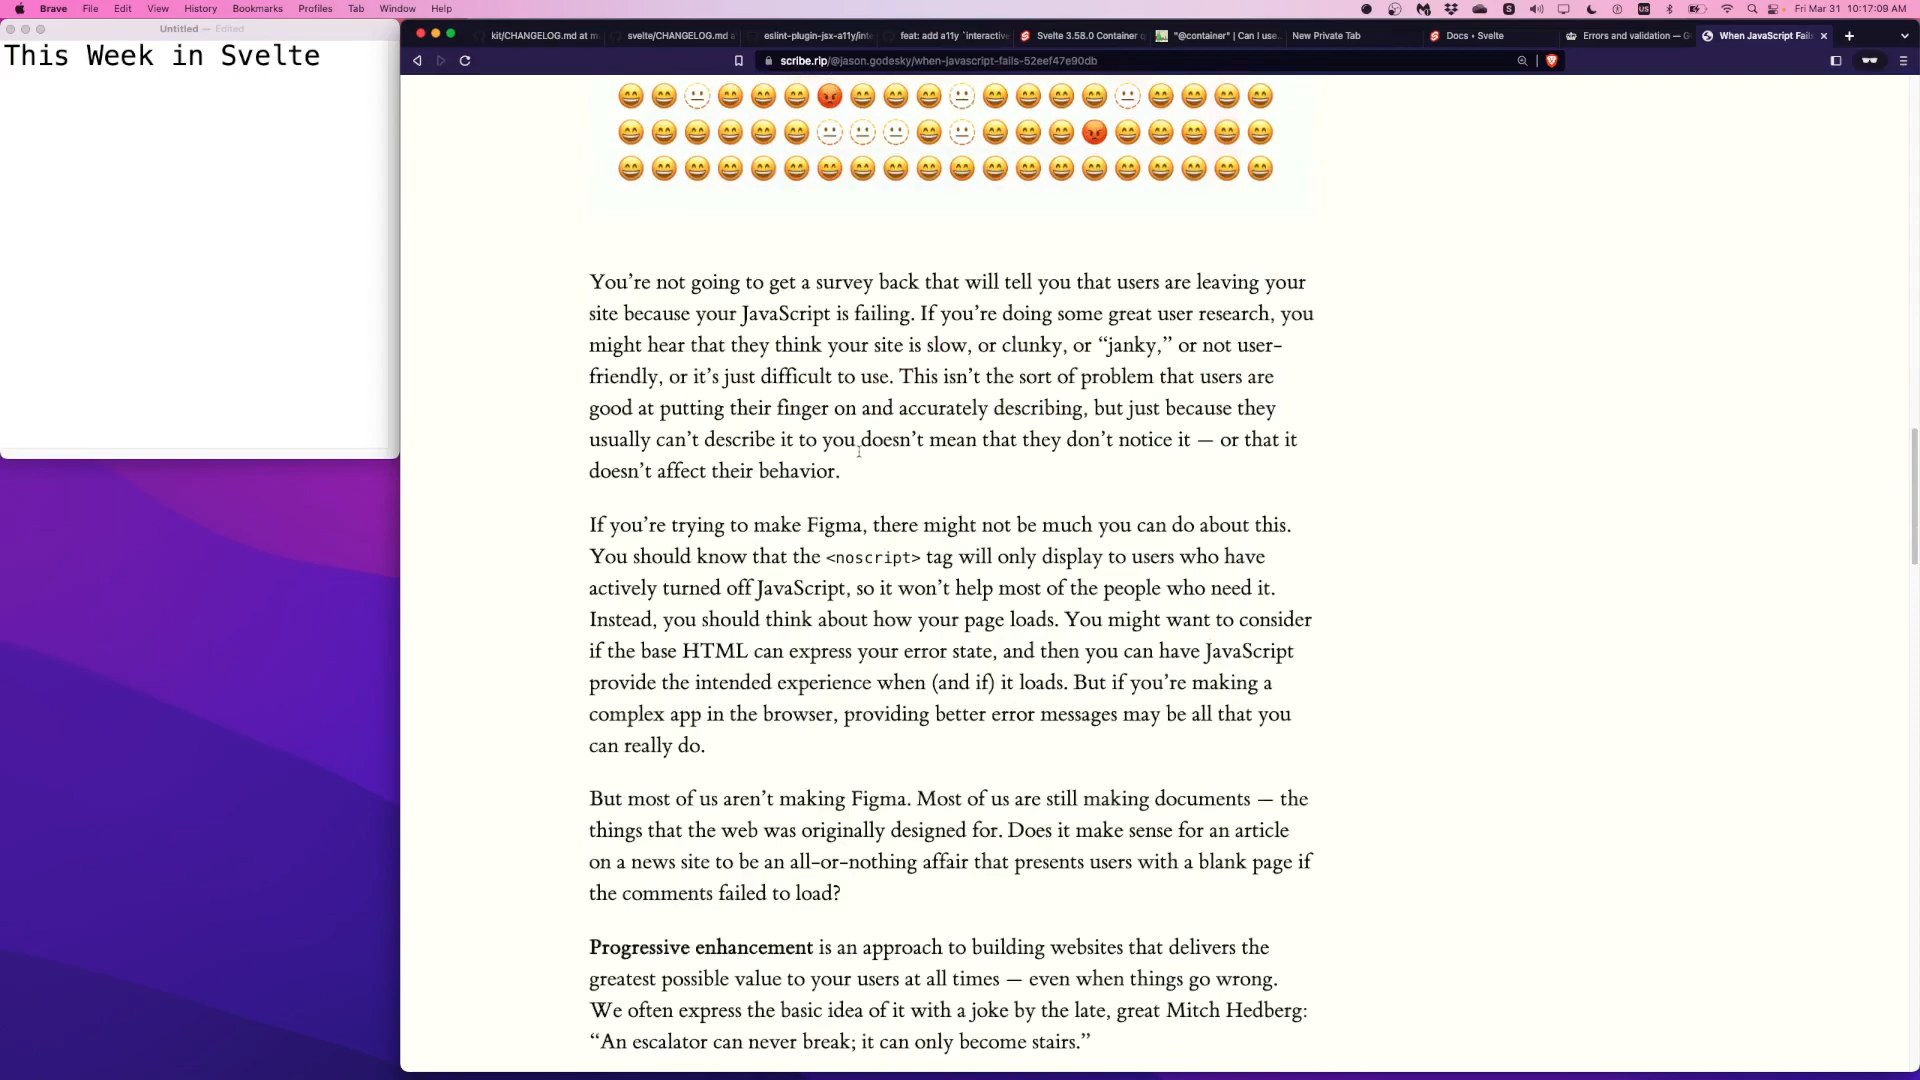 Brave File Edit View History Bookmarks Profiles Tab Window Help
Fri Mar 31 10:17:09 AM
Untitled — Edited
This Week in Svelte
kit/CHANGELOG.md at m
svelte/CHANGELOG.md a
eslint-plugin-jsx-a11y/int
feat: add a11y `interactive
Svelte 3.58.0 Container q
"@container" | Can I use...
New Private Tab
Docs • Svelte
Errors and validation — G
When JavaScript Fail
scribe.rip/@jason.godesky/when-javascript-fails-52eef47e90db
You’re not going to get a survey back that will tell you that users are leaving your
site because your JavaScript is failing. If you’re doing some great user research, you
might hear that they think your site is slow, or clunky, or “janky,” or not user-
friendly, or it’s just difficult to use. This isn’t the sort of problem that users are
good at putting their finger on and accurately describing, but just because they
usually can’t describe it to you doesn’t mean that they don’t notice it — or that it
doesn’t affect their behavior.
If you’re trying to make Figma, there might not be much you can do about this.
You should know that the <noscript> tag will only display to users who have
actively turned off JavaScript, so it won’t help most of the people who need it.
Instead, you should think about how your page loads. You might want to consider
if the base HTML can express your error state, and then you can have JavaScript
provide the intended experience when (and if) it loads. But if you’re making a
complex app in the browser, providing better error messages may be all that you
can really do.
But most of us aren’t making Figma. Most of us are still making documents — the
things that the web was originally designed for. Does it make sense for an article
on a news site to be an all-or-nothing affair that presents users with a blank page if
the comments failed to load?
Progressive enhancement is an approach to building websites that delivers the
greatest possible value to your users at all times — even when things go wrong.
We often express the basic idea of it with a joke by the late, great Mitch Hedberg:
“An escalator can never break; it can only become stairs.”